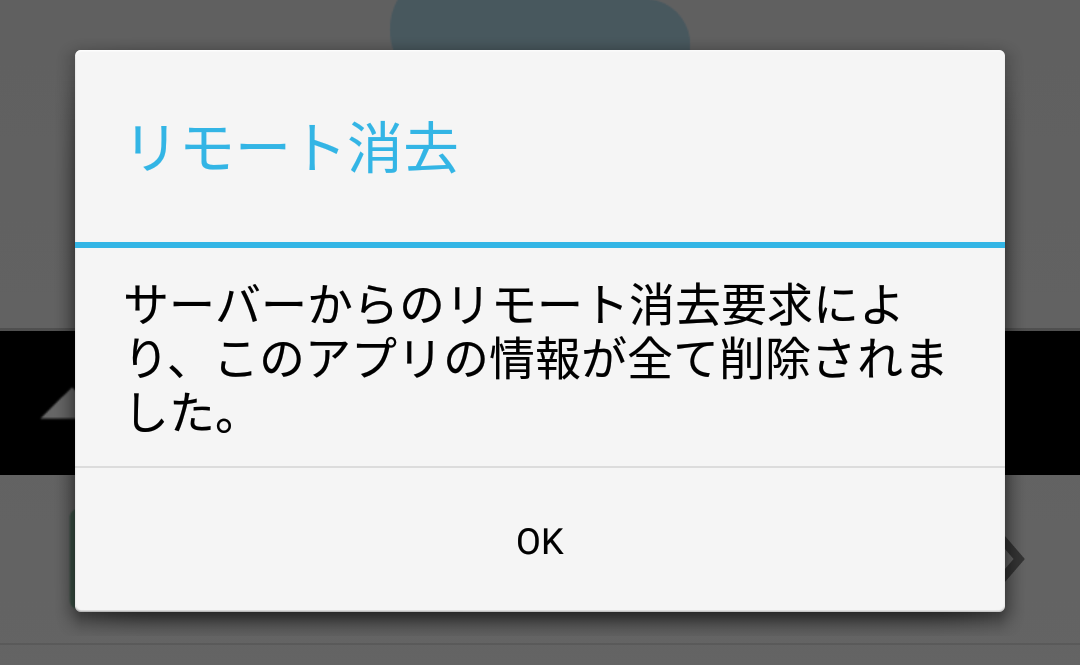 リモート消去
サーバーからのリモート消去要求によ
り、このアプリの情報が全て削除されま
した。
OK